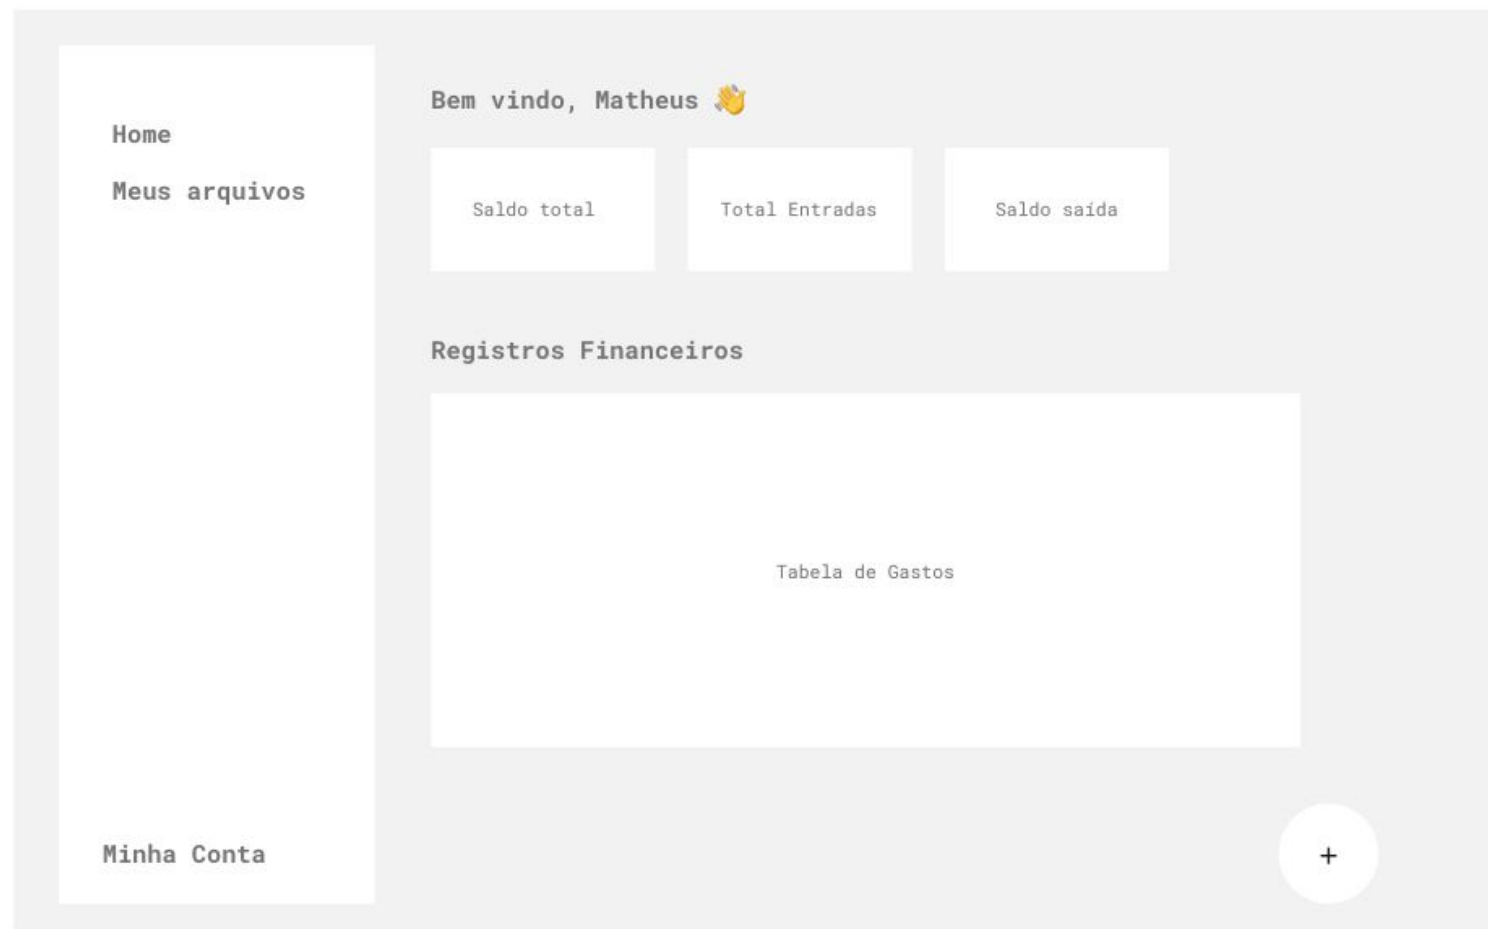 Home
Meus arquivos
Minha Conta
Bem vindo, Matheus 👋
Saldo total
Total Entradas
Saldo saída
Registros Financeiros
Tabela de Gastos
+